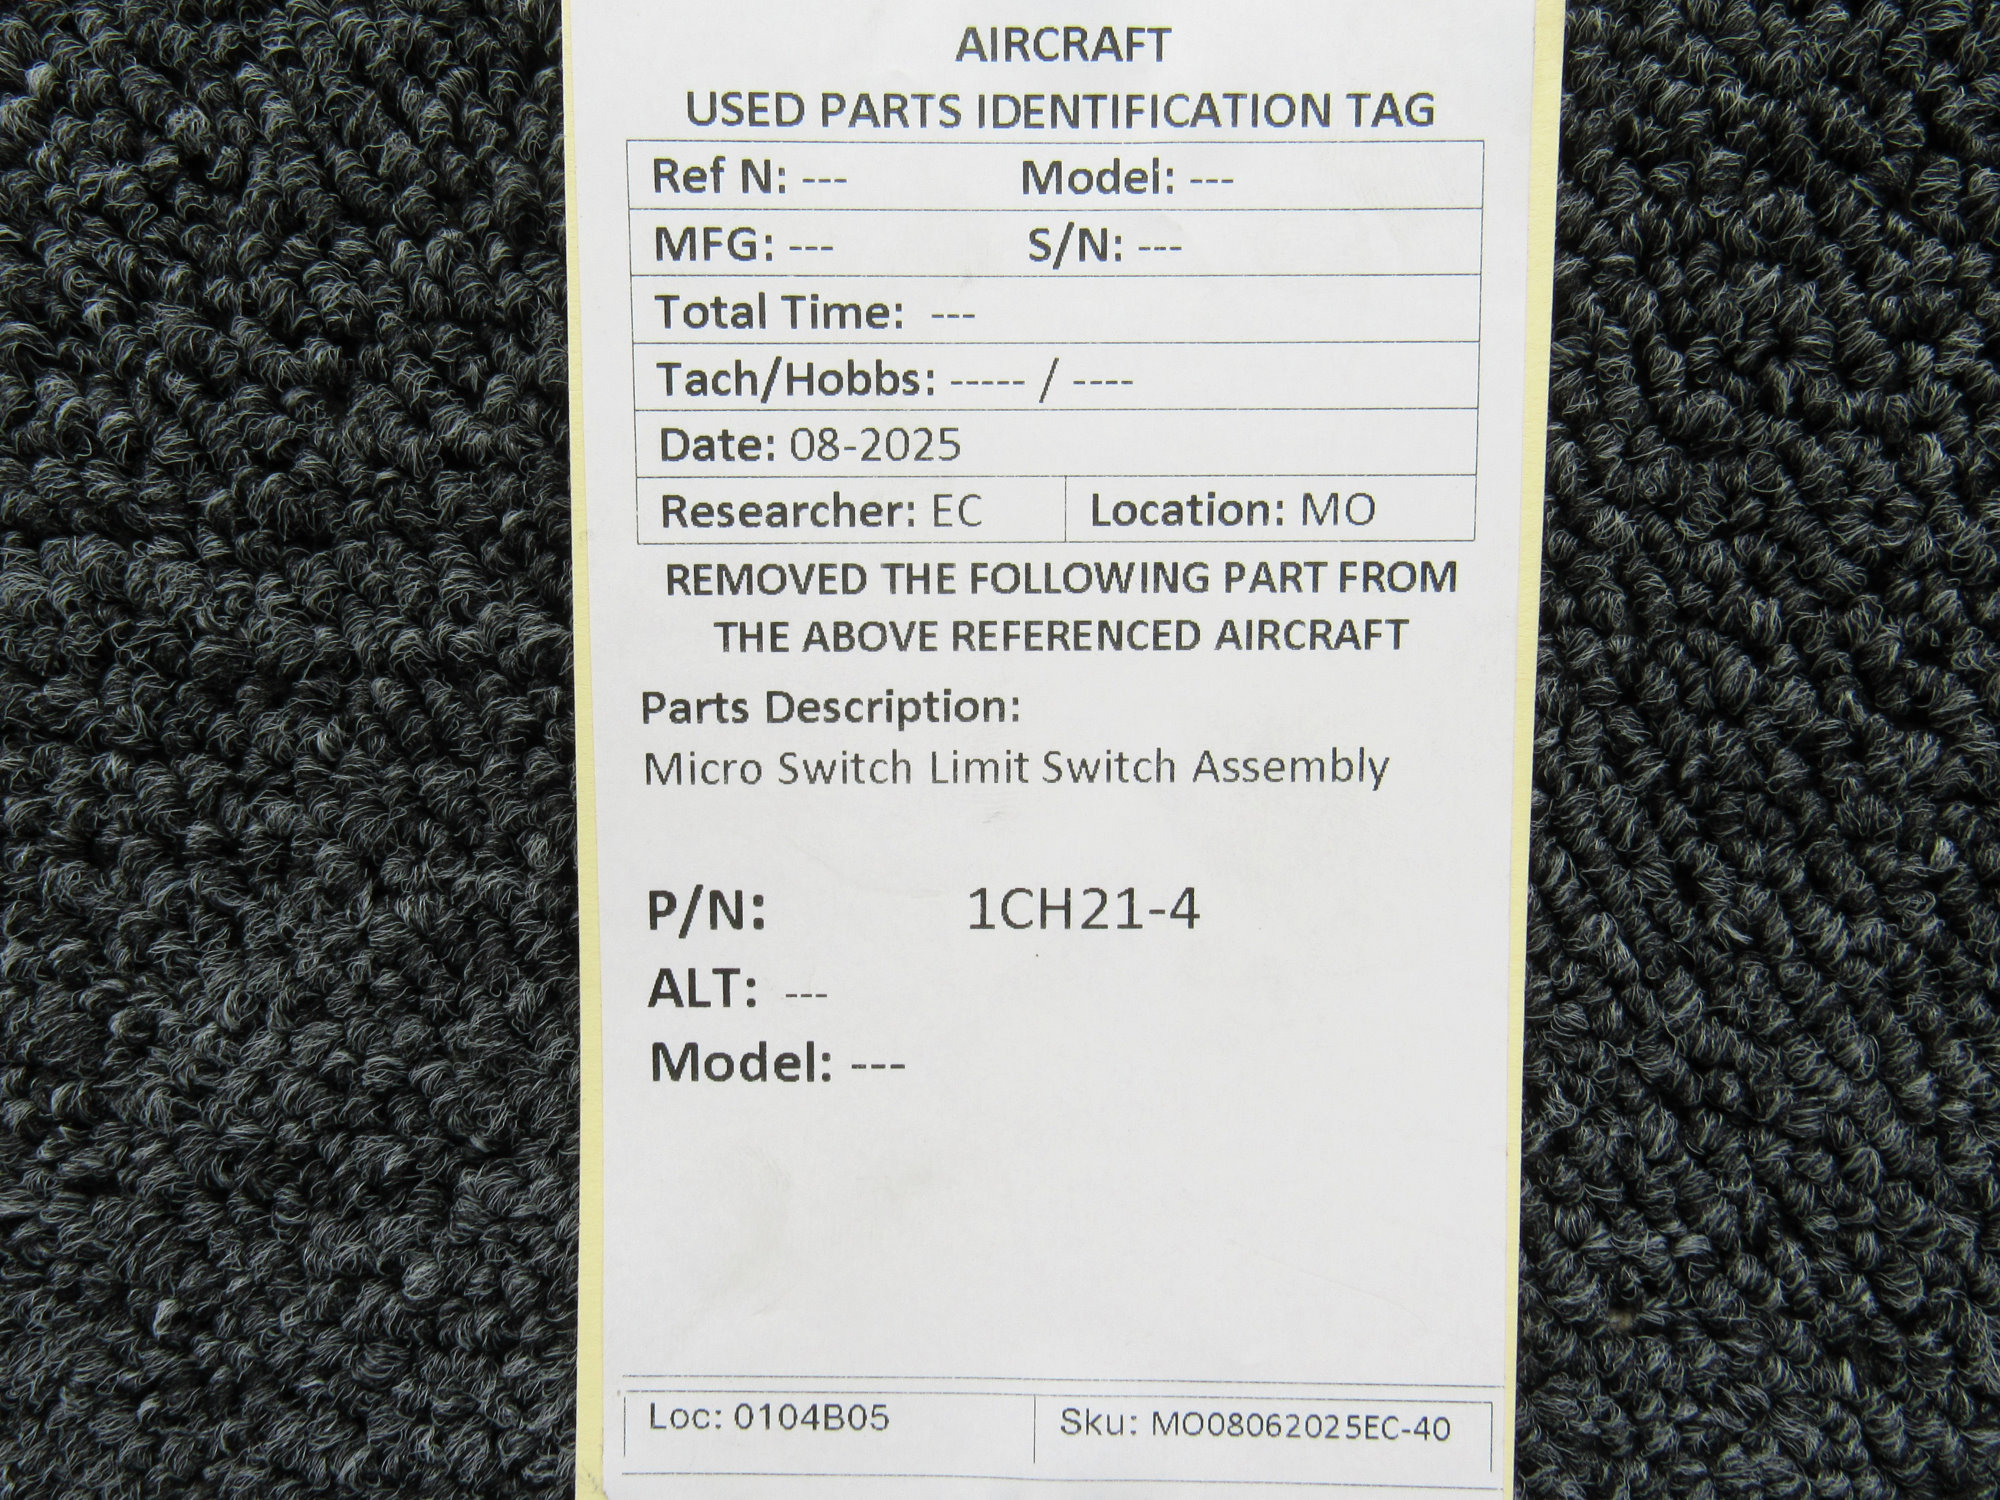 AIRCRAFT
USED PARTS IDENTIFICATION TAG
Ref N: --- Model: ---
MFG: --- S/N: ---
Total Time: ---
Tach/Hobbs: ----- / ----
Date: 08-2025
Researcher: EC Location: MO
REMOVED THE FOLLOWING PART FROM
THE ABOVE REFERENCED AIRCRAFT
Parts Description:
Micro Switch Limit Switch Assembly
P/N: 1CH21-4
ALT: ---
Model: ---
Loc: 0104B05 Sku: MO08062025EC-40